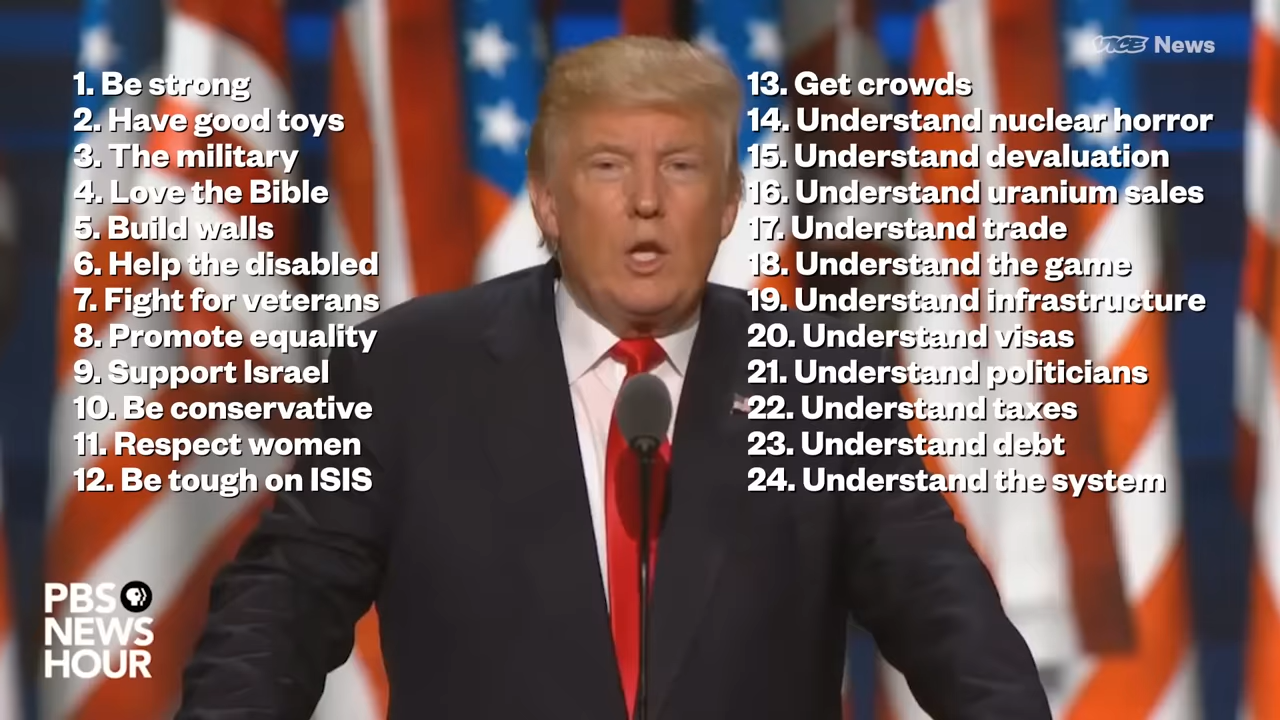 VICE News
1. Be strong
2. Have good toys
3. The military
4. Love the Bible
5. Build walls
6. Help the disabled
7. Fight for veterans
8. Promote equality
9. Support Israel
10. Be conservative
11. Respect women
12. Be tough on ISIS
13. Get crowds
14. Understand nuclear horror
15. Understand devaluation
16. Understand uranium sales
17. Understand trade
18. Understand the game
19. Understand infrastructure
20. Understand visas
21. Understand politicians
22. Understand taxes
23. Understand debt
24. Understand the system
PBS
NEWS
HOUR